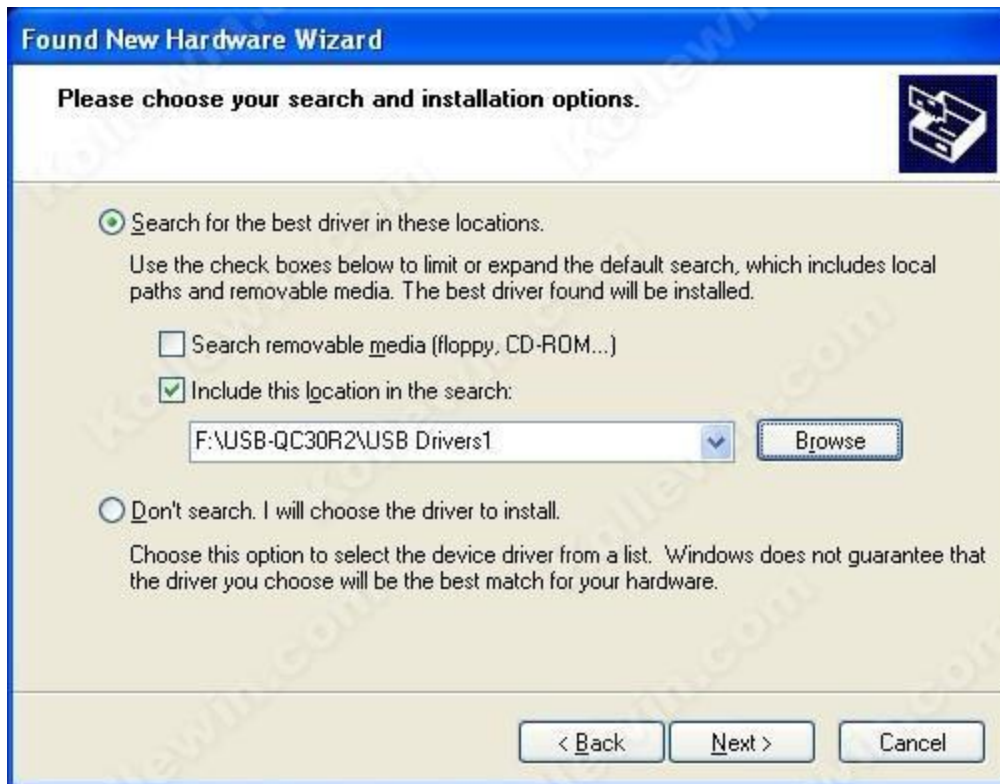 Found New Hardware Wizard
Please choose your search and installation options.
Search for the best driver in these locations.
Use the check boxes below to limit or expand the default search, which includes local
paths and removable media. The best driver found will be installed.
Search removable media (floppy, CD-ROM...)
Include this location in the search:
F:\USB-QC30R2\USB Drivers1
Browse
Don't search. I will choose the driver to install.
Choose this option to select the device driver from a list. Windows does not guarantee that
the driver you choose will be the best match for your hardware.
< Back
Next >
Cancel
Kollewin.com